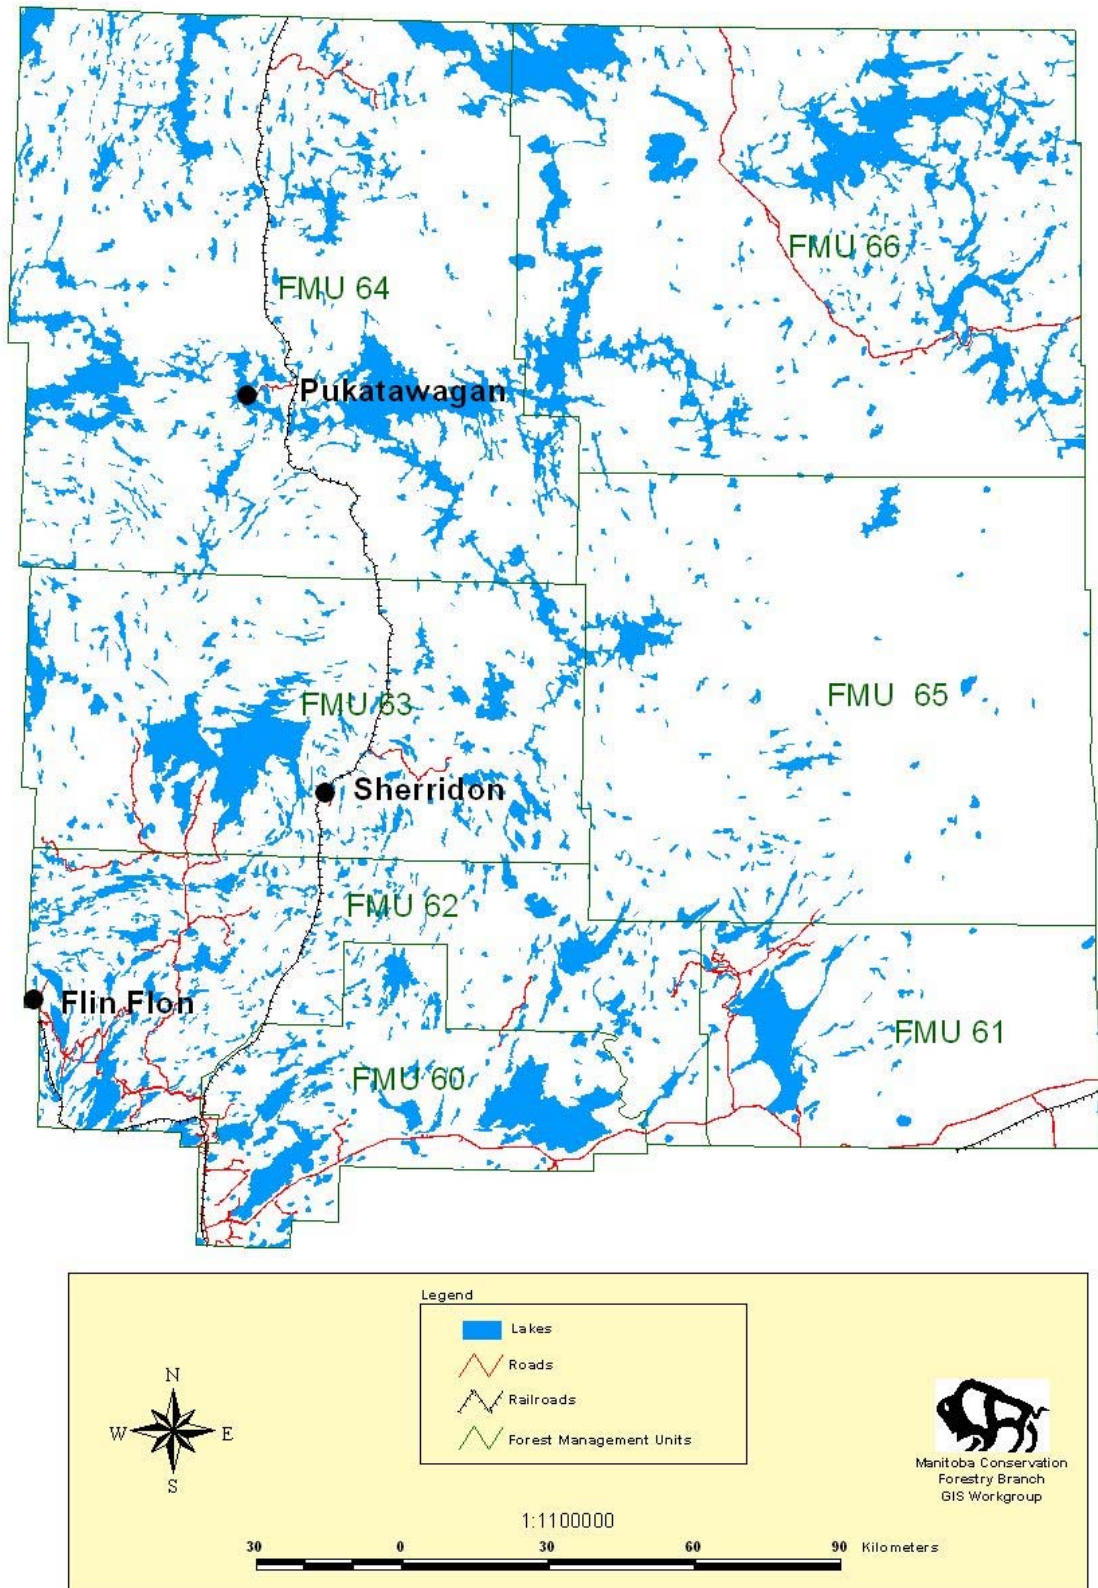 FMU 66
FMU 64
Pukatawagan
FMU 65
FMU 63
Sherridon
FMU 62
Flin Flon
FMU 61
FMU 60
Legend
Lakes
Roads
Railroads
Forest Management Units
N
W
E
S
Manitoba Conservation
Forestry Branch
GIS Workgroup
1:1100000
30 0 30 60 90 Kilometers